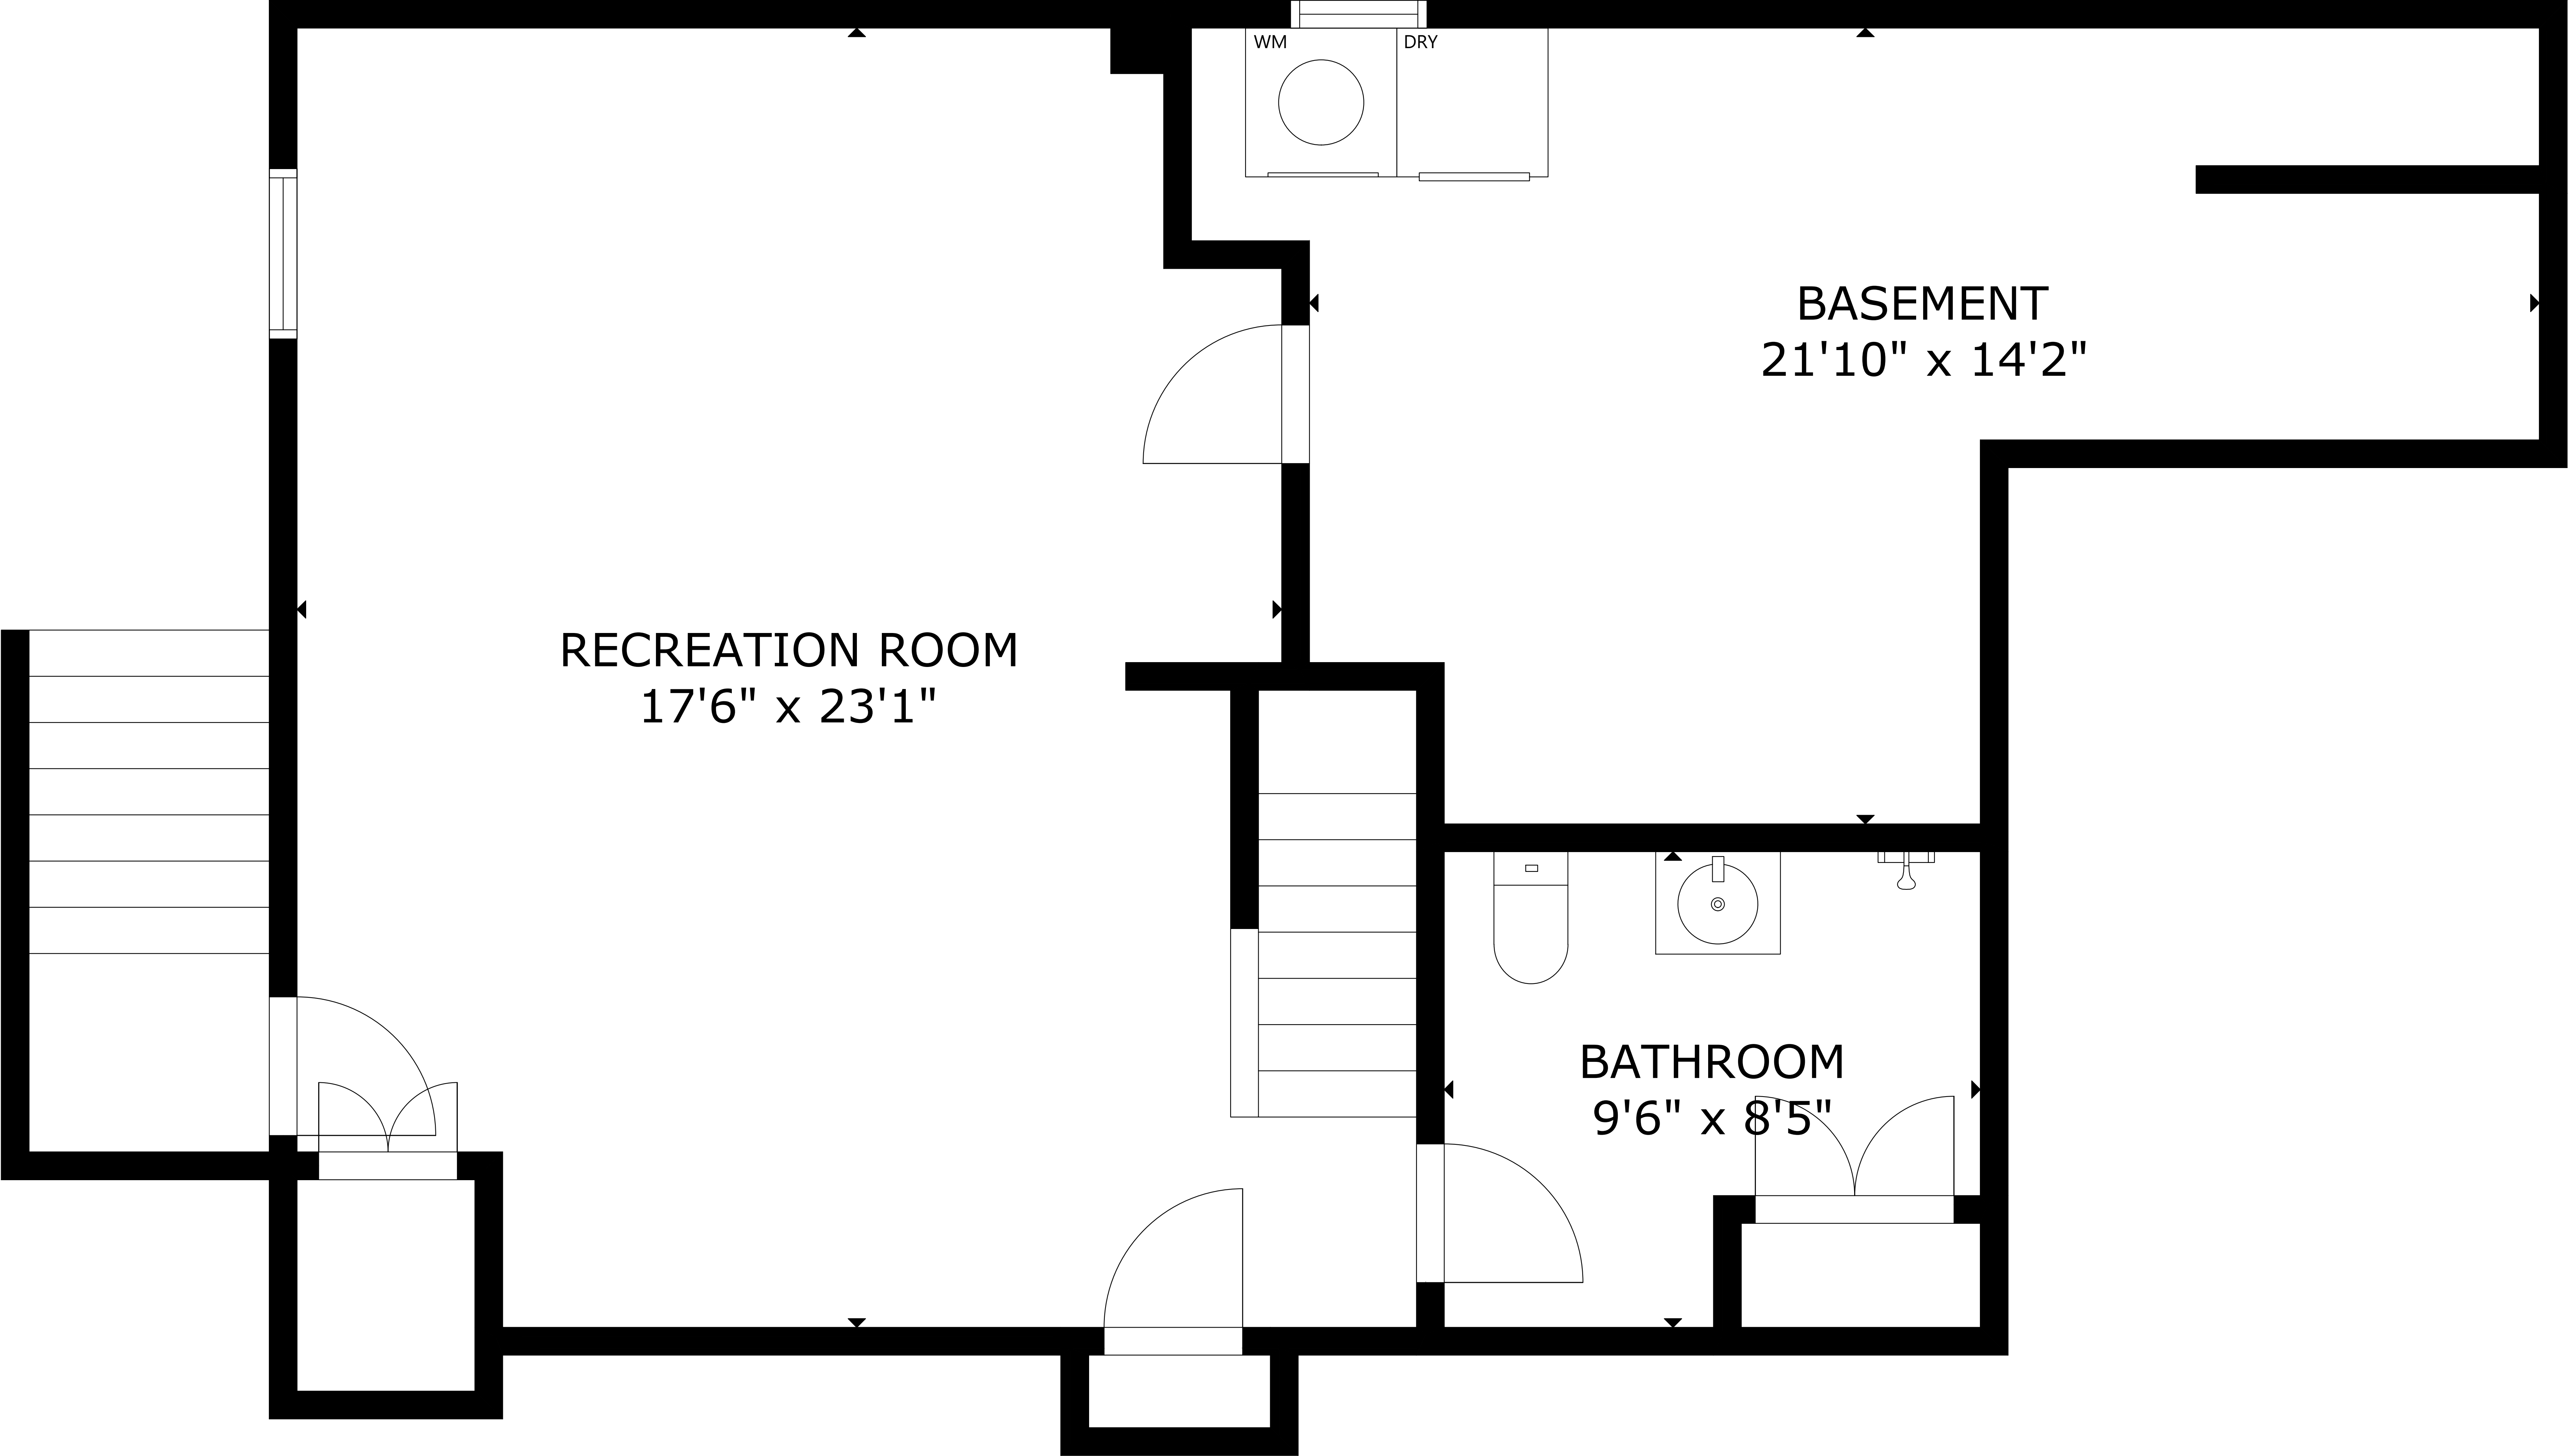 WM
DRY
BASEMENT
21'10" x 14'2"
RECREATION ROOM
17'6" x 23'1"
BATHROOM
9'6" x 8'5"